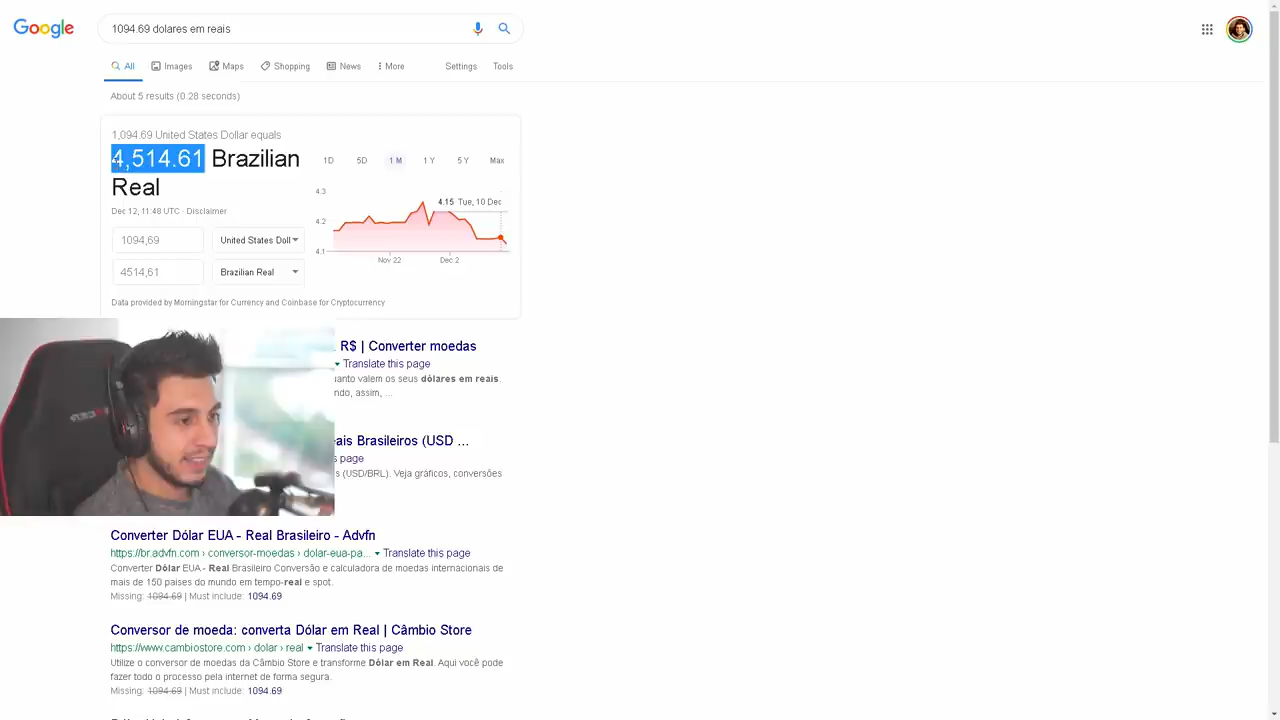 Google
1094.69 dolares em reais
All Images Maps Shopping News More Settings Tools
About 5 results (0.28 seconds)
1,094.69 United States Dollar equals
4,514.61 Brazilian
Real
Dec 12, 11:48 UTC · Disclaimer
1094,69 United States Doll
4514,61 Brazilian Real
1D 5D 1M 1Y 5Y Max
4.3
4.15 Tue, 10 Dec
4.2
4.1
Nov 22 Dec 2
Data provided by Morningstar for Currency and Coinbase for Cryptocurrency
R$ | Converter moedas
Translate this page
uanto valem os seus dólares em reais.
ndo, assim, ...
eais Brasileiros (USD ...
s page
s (USD/BRL). Veja gráficos, conversões
Converter Dólar EUA - Real Brasileiro - Advfn
https://br.advfn.com › conversor-moedas › dolar-eua-pa... Translate this page
Converter Dólar EUA - Real Brasileiro Conversão e calculadora de moedas internacionais de
mais de 150 países do mundo em tempo-real e spot.
Missing: 1094.69 | Must include: 1094.69
Conversor de moeda: converta Dólar em Real | Câmbio Store
https://www.cambiostore.com › dolar › real Translate this page
Utilize o conversor de moedas da Câmbio Store e transforme Dólar em Real. Aqui você pode
fazer todo o processo pela internet de forma segura.
Missing: 1094.69 | Must include: 1094.69